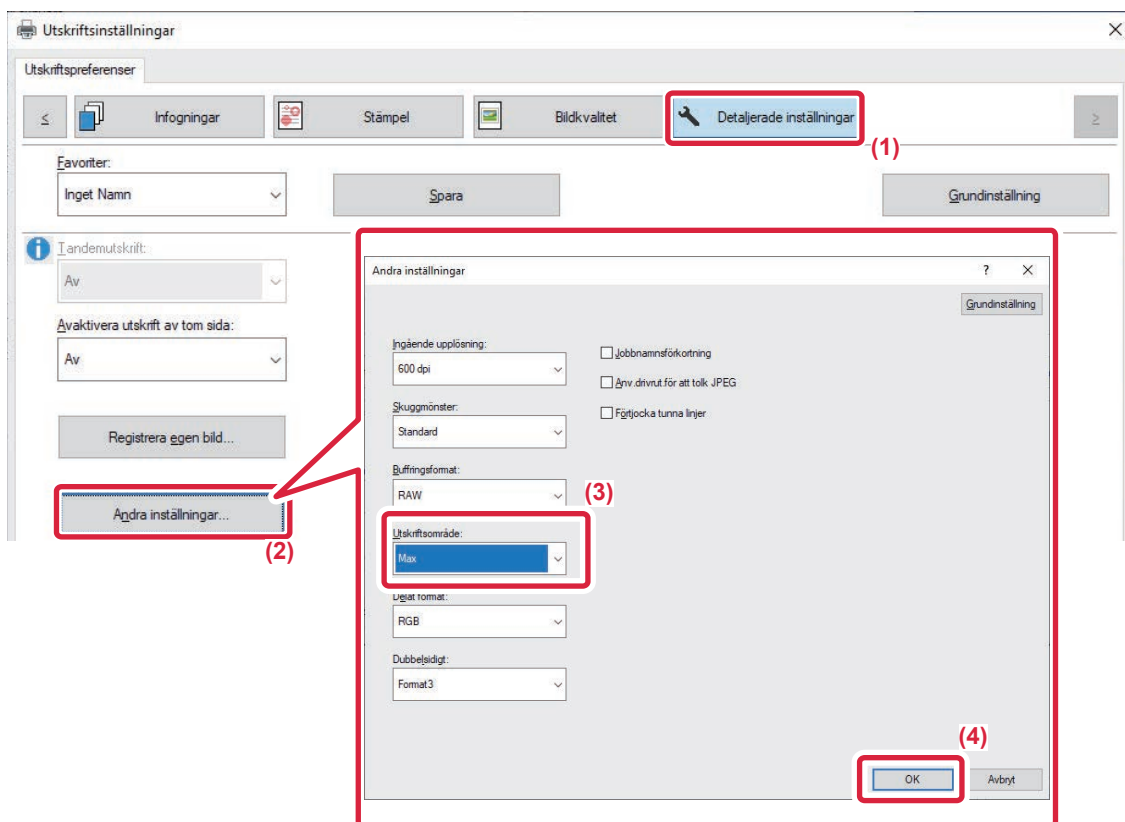 Utskriftsinställningar
Utskriftspreferenser
Infogningar
Stämpel
Bildkvalitet
Detaljerade inställningar
(1)
Favoriter:
Inget Namn
Spara
Grundinställning
Tandemutskrift:
Av
Avaktivera utskrift av tom sida:
Av
Registrera egen bild...
Andra inställningar...
(2)
Andra inställningar
?
Grundinställning
Ingående upplösning:
600 dpi
Jobbnamnsförkortning
Anv.drivrut.för att tolk JPEG
Skuggmönster:
Förtjocka tunna linjer
Standard
Buffringsformat:
RAW
(3)
Utskriftsområde:
Max
Delat format:
RGB
Dubbelsidigt:
Format3
(4)
OK
Avbryt